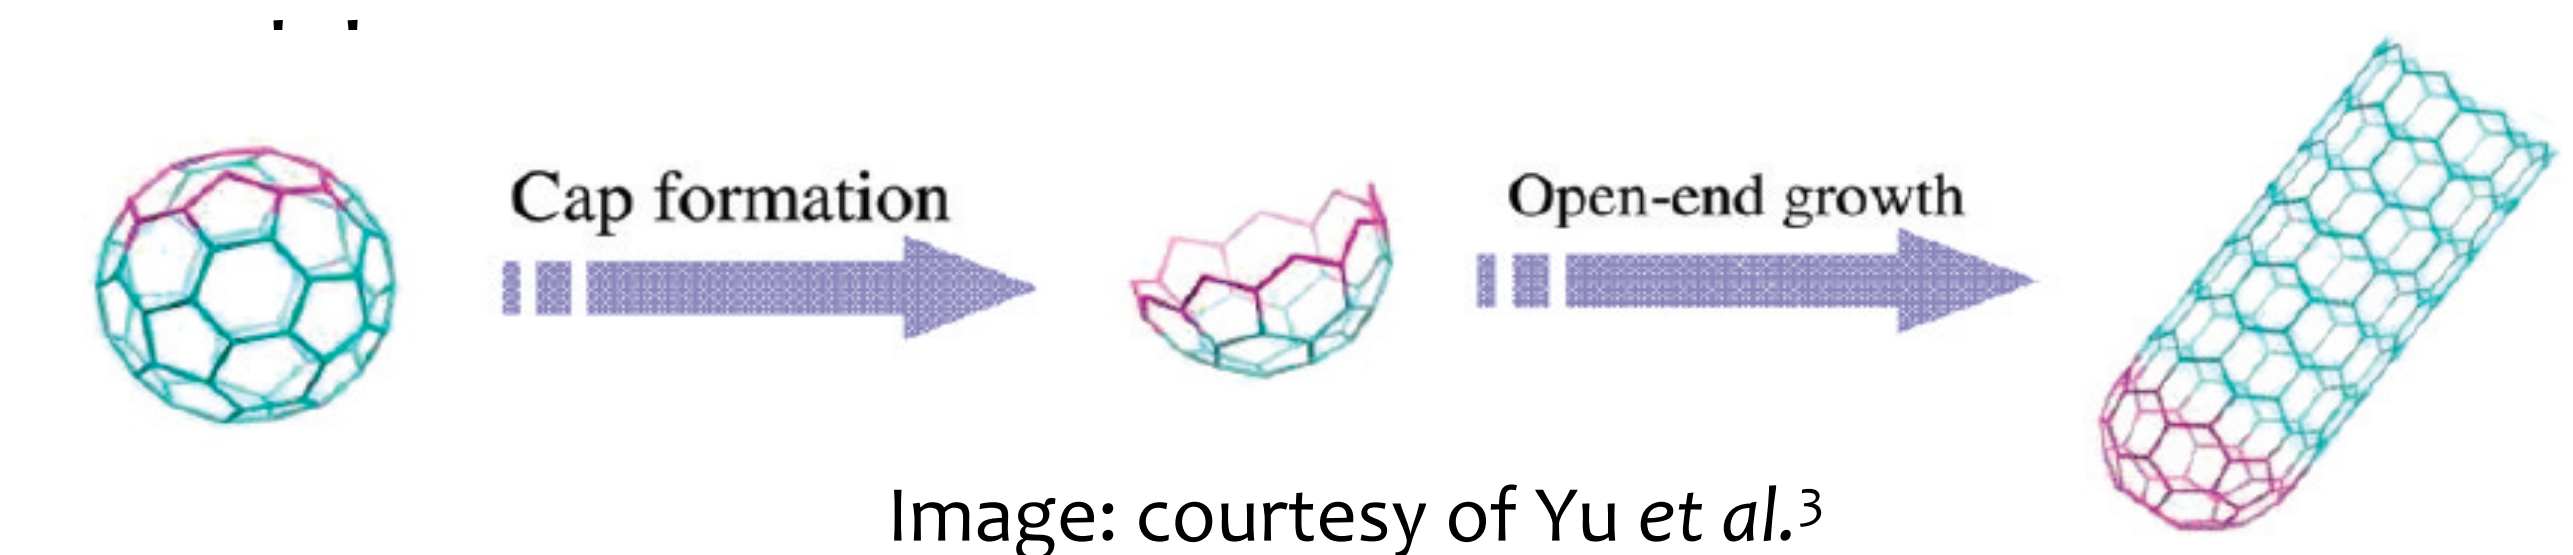 Cap formation
Open-end growth
Image: courtesy of Yu et al.³